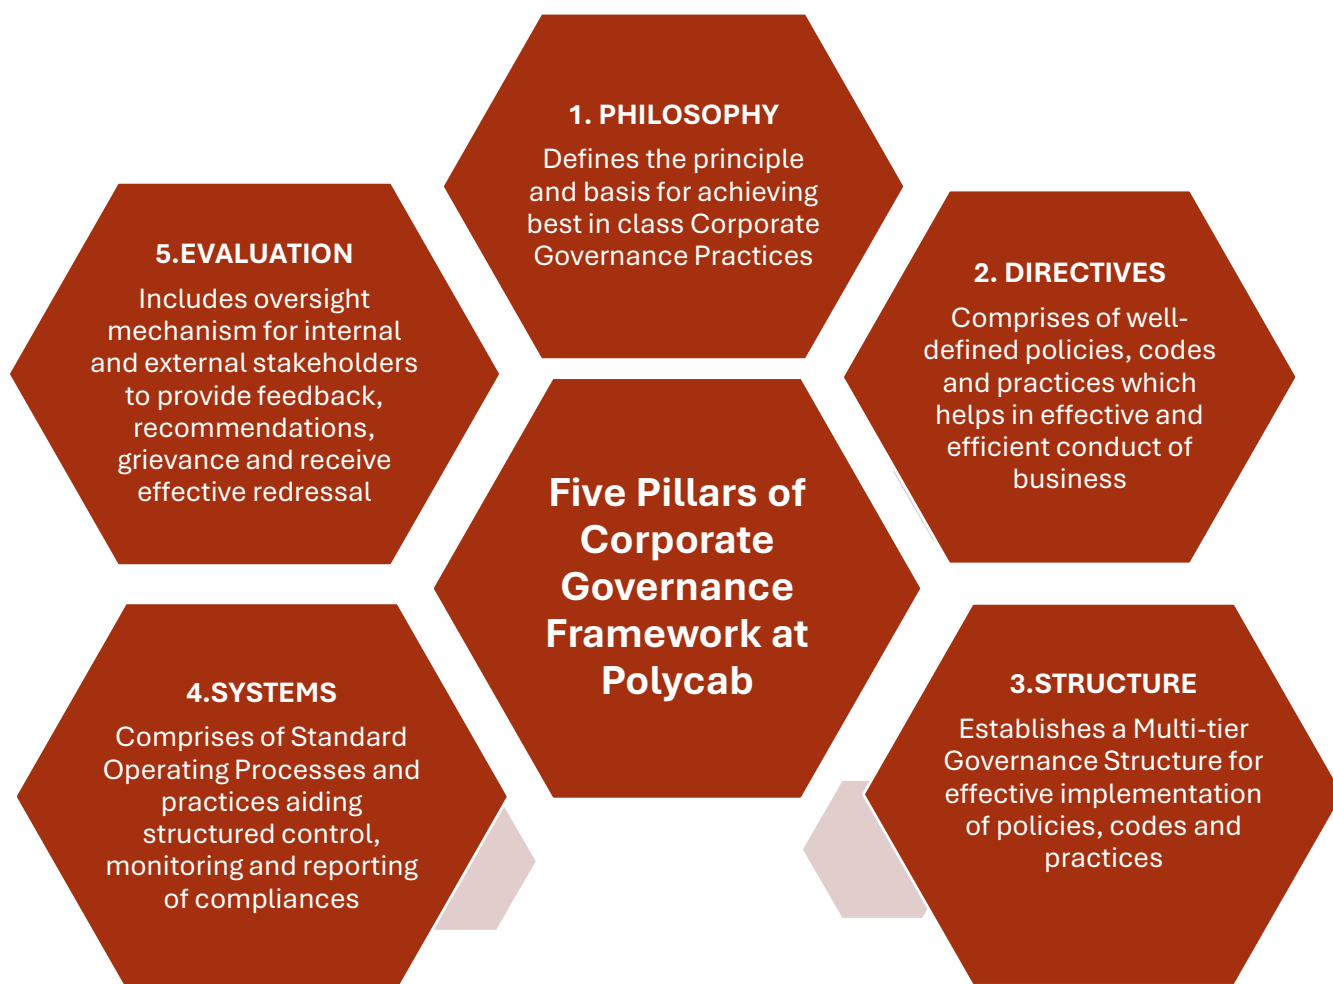 1. PHILOSOPHY
Defines the principle
and basis for achieving
best in class Corporate
Governance Practices
2. DIRECTIVES
Comprises of well-
defined policies, codes
and practices which
helps in effective and
efficient conduct of
business
3.STRUCTURE
Establishes a Multi-tier
Governance Structure for
effective implementation
of policies, codes and
practices
4.SYSTEMS
Comprises of Standard
Operating Processes and
practices aiding
structured control,
monitoring and reporting
of compliances
5.EVALUATION
Includes oversight
mechanism for internal
and external stakeholders
to provide feedback,
recommendations,
grievance and receive
effective redressal
Five Pillars of
Corporate
Governance
Framework at
Polycab